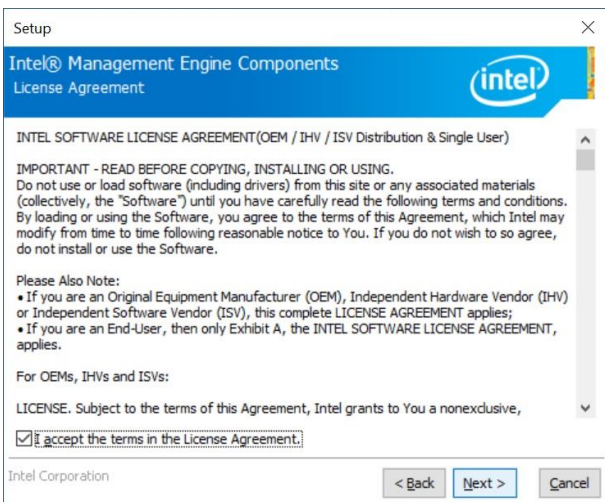 Setup
Intel® Management Engine Components
License Agreement
intel
INTEL SOFTWARE LICENSE AGREEMENT(OEM / IHV / ISV Distribution & Single User)
IMPORTANT - READ BEFORE COPYING, INSTALLING OR USING.
Do not use or load software (including drivers) from this site or any associated materials
(collectively, the "Software") until you have carefully read the following terms and conditions.
By loading or using the Software, you agree to the terms of this Agreement, which Intel may
modify from time to time following reasonable notice to You. If you do not wish to so agree,
do not install or use the Software.
Please Also Note:
• If you are an Original Equipment Manufacturer (OEM), Independent Hardware Vendor (IHV)
or Independent Software Vendor (ISV), this complete LICENSE AGREEMENT applies;
• If you are an End-User, then only Exhibit A, the INTEL SOFTWARE LICENSE AGREEMENT,
applies.
For OEMs, IHVs and ISVs:
LICENSE. Subject to the terms of this Agreement, Intel grants to You a nonexclusive,
I accept the terms in the License Agreement.
Intel Corporation
< Back Next > Cancel